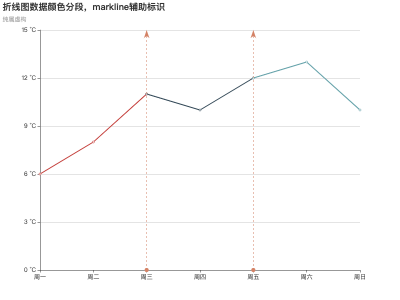 折线图数据颜色分段，markline辅助标识
纯属虚构
15 °C
12 °C
9 °C
6 °C
3 °C
0 °C
周一 周二 周三 周四 周五 周六 周日